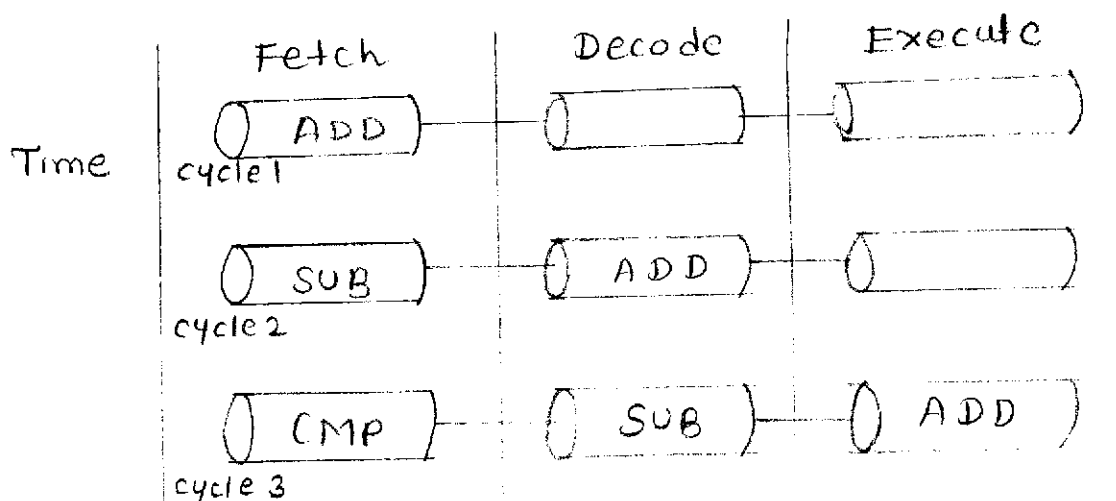 Fetch Decode Execute
ADD
Time
cycle 1
SUB ADD
cycle 2
CMP SUB ADD
cycle 3